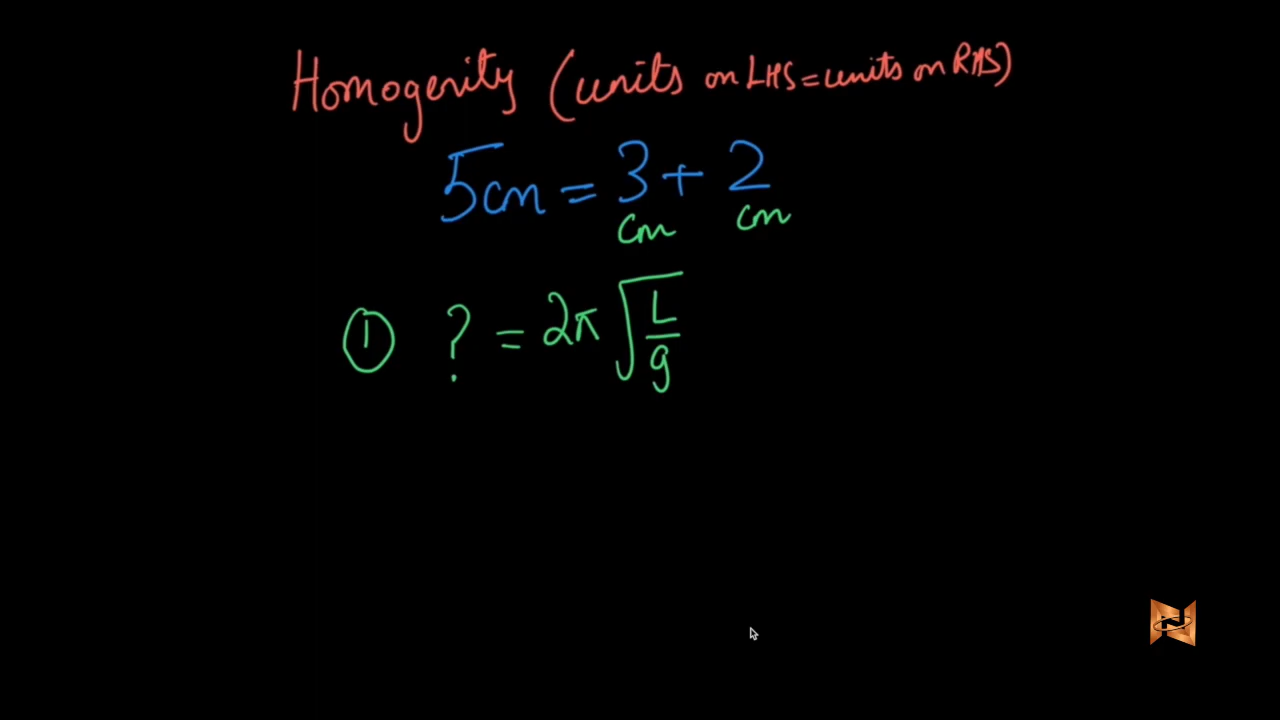 Homogenity (units on LHS = units on RHS)
5cm = 3 + 2
cm cm
① ? = 2π √(L/g)